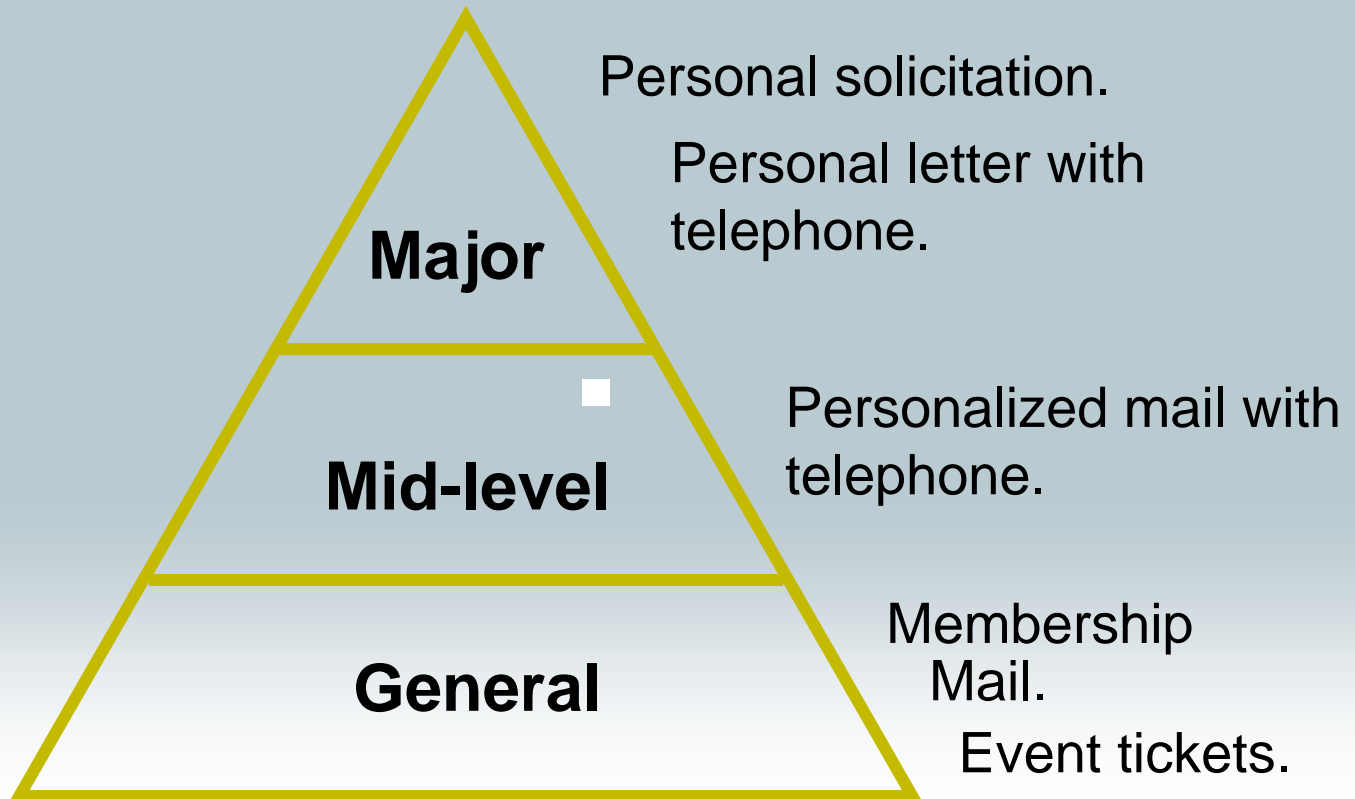 Personal solicitation.
Personal letter with
telephone.
Major
Personalized mail with
telephone.
Mid-level
Membership
Mail.
General
Event tickets.